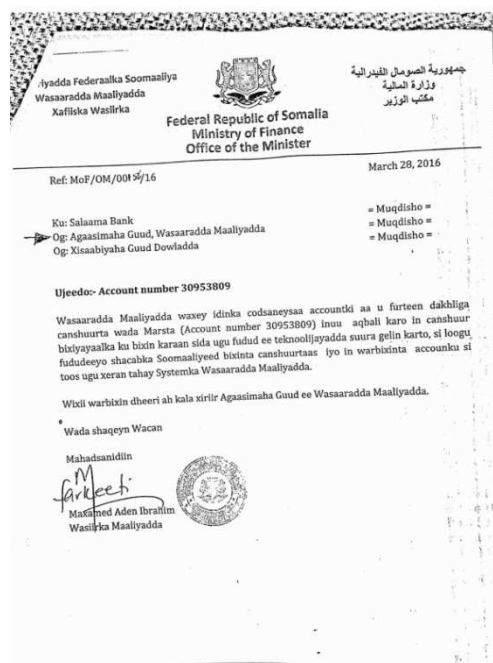 Federaalka Soomaaliya
Wasaaradda Maaliyadda
Xafiiska Wasiirka
جمهورية الصومال الفيدرالية
وزارة المالية
مكتب الوزير
Federal Republic of Somalia
Ministry of Finance
Office of the Minister
March 28, 2016
Ref: MoF/OM/
Ku: Salaama Bank
= Muqdisho =
Og: Agaasimaha Guud, Wasaaradda Maaliyadda
= Muqdisho =
Og: Xisaabiyaha Guud Dowladda
= Muqdisho =
Ujeedo:- Account number 30953809
Wasaaradda Maaliyadda waxey idinka codsaneysaa accountki aa u furteen dakhliga
canshuurta wada Marsta (Account number 30953809) inuu aqbali karo in canshuur
bixiyayaalka ku bixin karaan sida ugu fudud ee teknoolijayadda suura gelin karto, si loogu
fududeeyo shacabka Soomaaliyeed bixinta canshuurtaas iyo in warbixinta accounku si
toos ugu xeran tahay Systemka Wasaaradda Maaliyadda.
Wixii warbixin dheeri ah kala xiriir Agaasimaha Guud ee Wasaaradda Maaliyadda.
Wada shaqeyn Wacan
Mahadsanidiin
Maxamed Aden Ibrahim
Wasiirka Maaliyadda